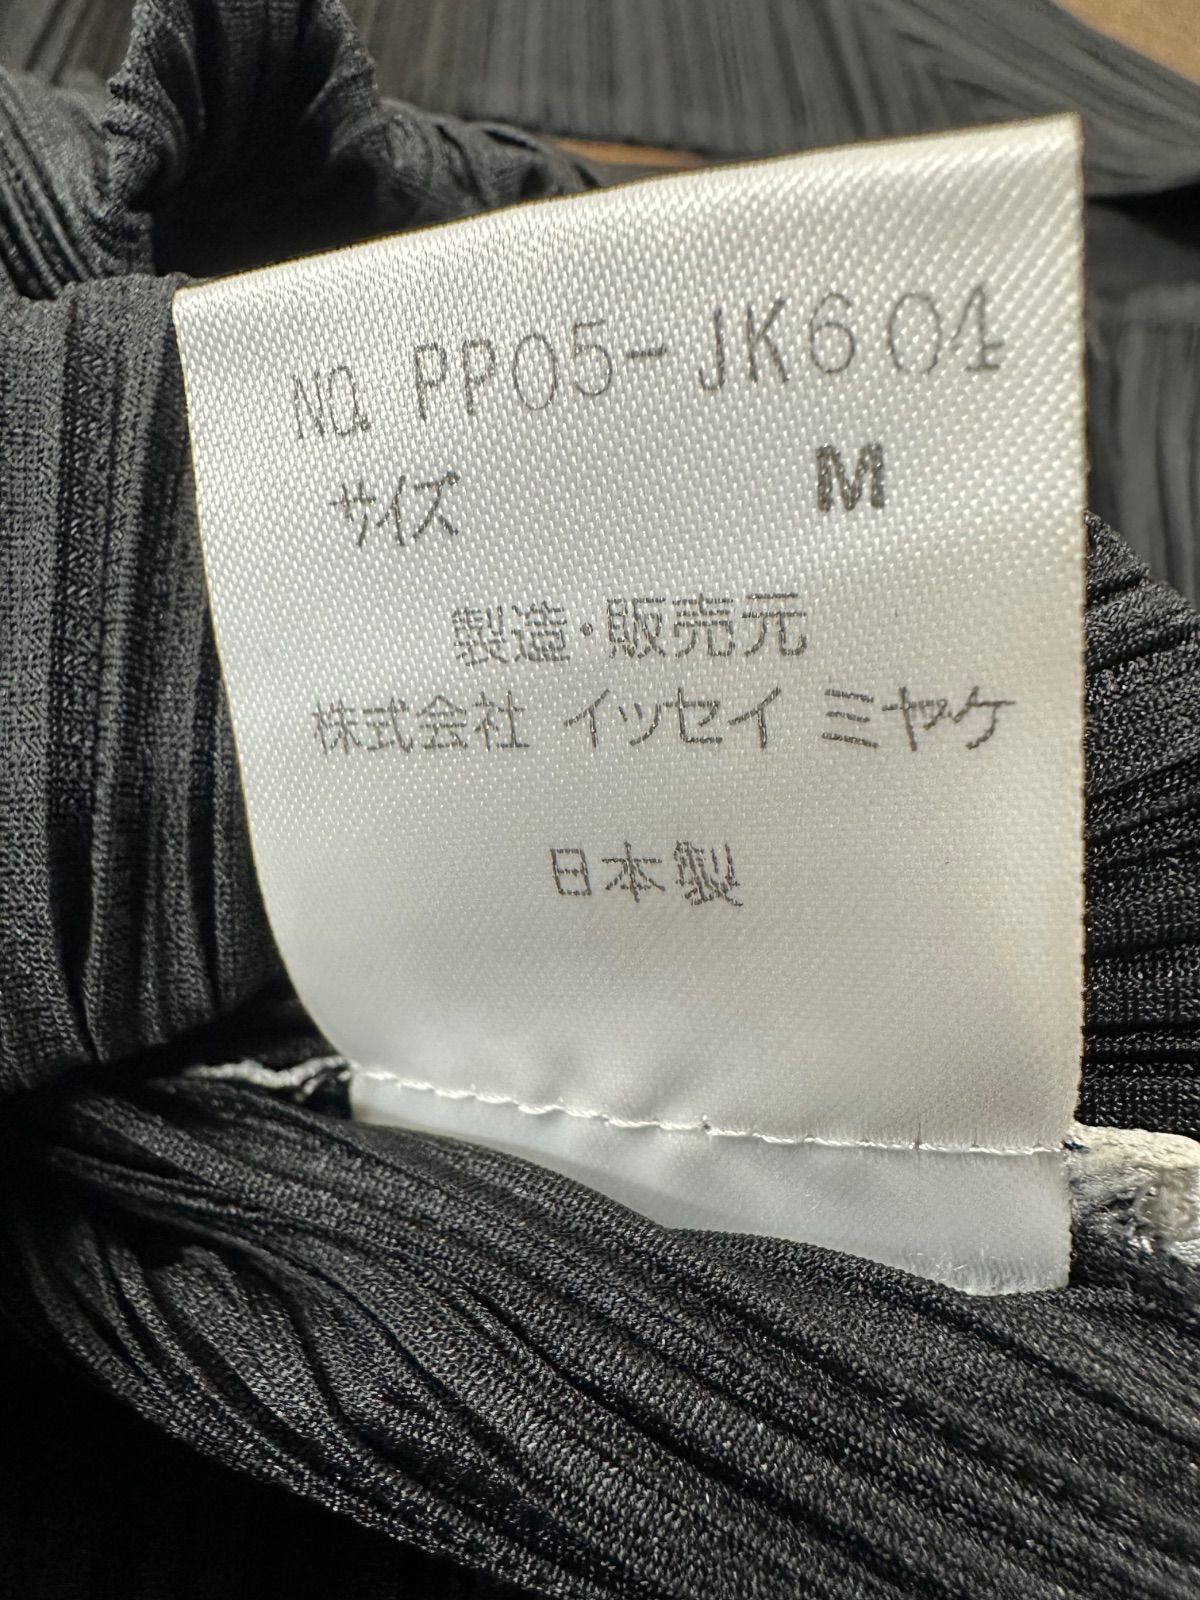 NO. PP05-JK604
サイズ M
製造・販売元
株式会社 イッセイ ミヤケ
日本製